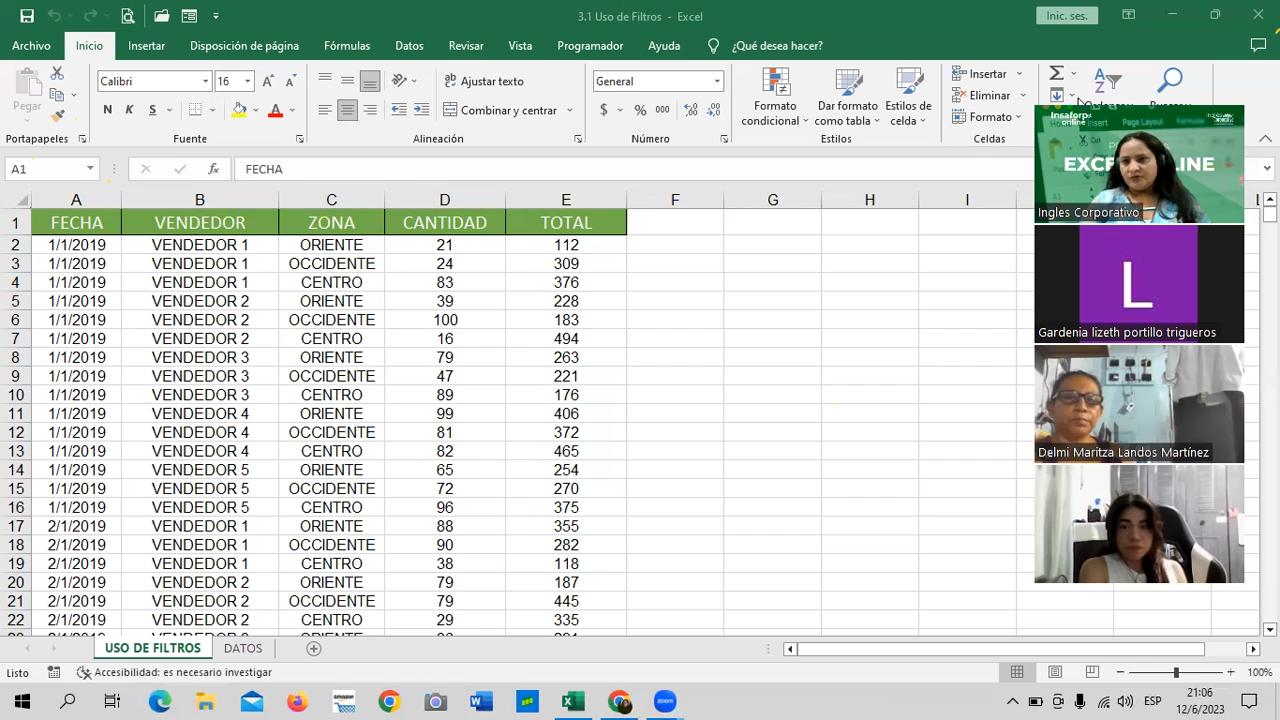 3.1 Uso de Filtros - Excel
Inic. ses.
Archivo Inicio Insertar Disposición de página Fórmulas Datos Revisar Vista Programador Ayuda ¿Qué desea hacer?
Pegar
Calibri 16
Ajustar texto
General
Insertar
N K S
Combinar y centrar
$ % 000
Formato condicional
Dar formato como tabla
Estilos de celda
Eliminar
Formato
Portapapeles Fuente Alineación Número Estilos Celdas
A1 fx FECHA
A B C D E F G H I
1 FECHA VENDEDOR ZONA CANTIDAD TOTAL
2 1/1/2019 VENDEDOR 1 ORIENTE 21 112
3 1/1/2019 VENDEDOR 1 OCCIDENTE 24 309
4 1/1/2019 VENDEDOR 1 CENTRO 83 376
5 1/1/2019 VENDEDOR 2 ORIENTE 39 228
6 1/1/2019 VENDEDOR 2 OCCIDENTE 100 183
7 1/1/2019 VENDEDOR 2 CENTRO 16 494
8 1/1/2019 VENDEDOR 3 ORIENTE 79 263
9 1/1/2019 VENDEDOR 3 OCCIDENTE 47 221
10 1/1/2019 VENDEDOR 3 CENTRO 89 176
11 1/1/2019 VENDEDOR 4 ORIENTE 99 406
12 1/1/2019 VENDEDOR 4 OCCIDENTE 81 372
13 1/1/2019 VENDEDOR 4 CENTRO 82 465
14 1/1/2019 VENDEDOR 5 ORIENTE 65 254
15 1/1/2019 VENDEDOR 5 OCCIDENTE 72 270
16 1/1/2019 VENDEDOR 5 CENTRO 96 375
17 2/1/2019 VENDEDOR 1 ORIENTE 88 355
18 2/1/2019 VENDEDOR 1 OCCIDENTE 90 282
19 2/1/2019 VENDEDOR 1 CENTRO 38 118
20 2/1/2019 VENDEDOR 2 ORIENTE 79 187
21 2/1/2019 VENDEDOR 2 OCCIDENTE 79 445
22 2/1/2019 VENDEDOR 2 CENTRO 29 335
Insaforp online
Insert Page Layout
Ingles Corporativo
Gardenia lizeth portillo trigueros
L
Delmi Maritza Landos Martínez
USO DE FILTROS DATOS
Listo Accesibilidad: es necesario investigar 100%
ESP
21:06
12/6/2023